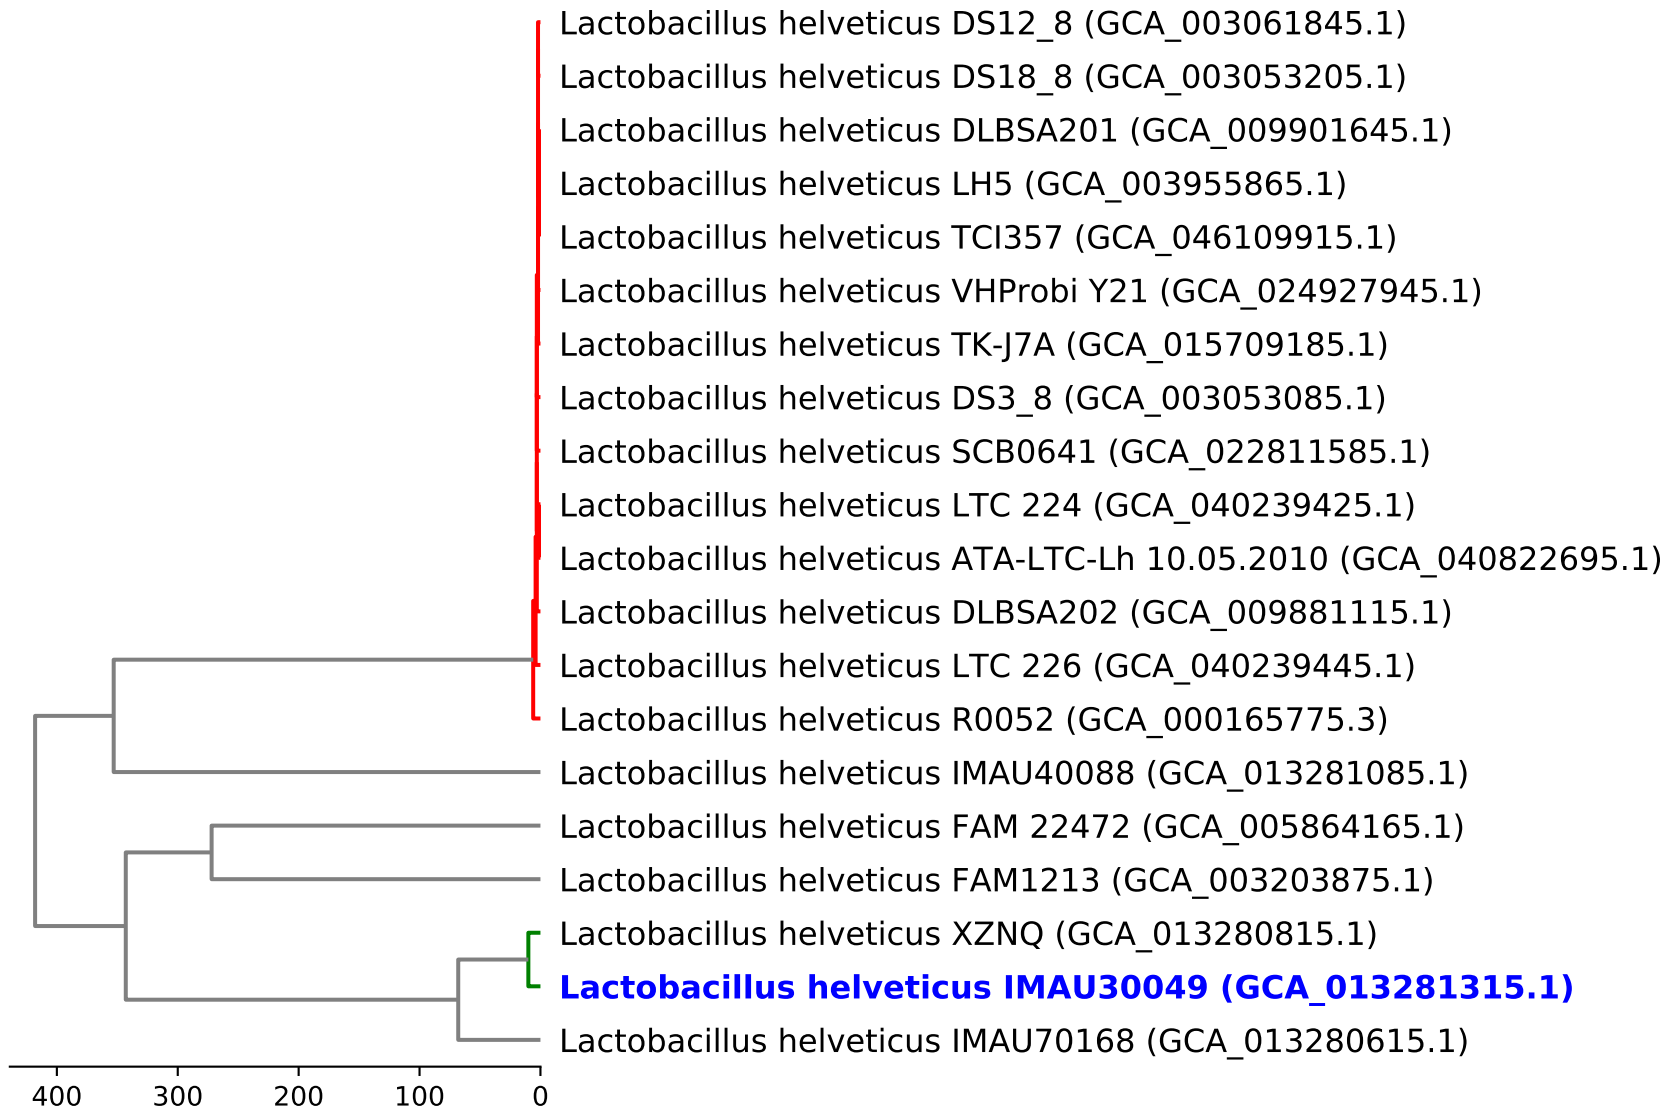 Lactobacillus helveticus DS12_8 (GCA_003061845.1)
Lactobacillus helveticus DS18_8 (GCA_003053205.1)
Lactobacillus helveticus DLBSA201 (GCA_009901645.1)
Lactobacillus helveticus LH5 (GCA_003955865.1)
Lactobacillus helveticus TCI357 (GCA_046109915.1)
Lactobacillus helveticus VHProbi Y21 (GCA_024927945.1)
Lactobacillus helveticus TK-J7A (GCA_015709185.1)
Lactobacillus helveticus DS3_8 (GCA_003053085.1)
Lactobacillus helveticus SCB0641 (GCA_022811585.1)
Lactobacillus helveticus LTC 224 (GCA_040239425.1)
Lactobacillus helveticus ATA-LTC-Lh 10.05.2010 (GCA_040822695.1)
Lactobacillus helveticus DLBSA202 (GCA_009881115.1)
Lactobacillus helveticus LTC 226 (GCA_040239445.1)
Lactobacillus helveticus R0052 (GCA_000165775.3)
Lactobacillus helveticus IMAU40088 (GCA_013281085.1)
Lactobacillus helveticus FAM 22472 (GCA_005864165.1)
Lactobacillus helveticus FAM1213 (GCA_003203875.1)
Lactobacillus helveticus XZNQ (GCA_013280815.1)
Lactobacillus helveticus IMAU30049 (GCA_013281315.1)
Lactobacillus helveticus IMAU70168 (GCA_013280615.1)
400 300 200 100 0